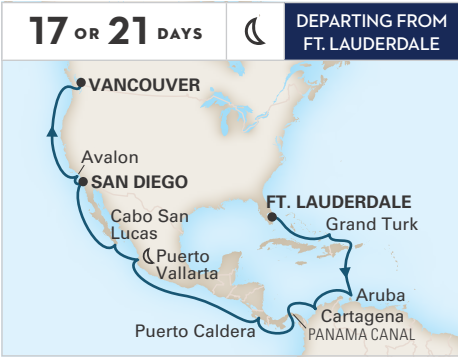 17 OR 21 DAYS
DEPARTING FROM
FT. LAUDERDALE
VANCOUVER
Avalon
SAN DIEGO
FT. LAUDERDALE
Cabo San
Lucas
Grand Turk
Puerto
Vallarta
Aruba
Cartagena
Puerto Caldera
PANAMA CANAL